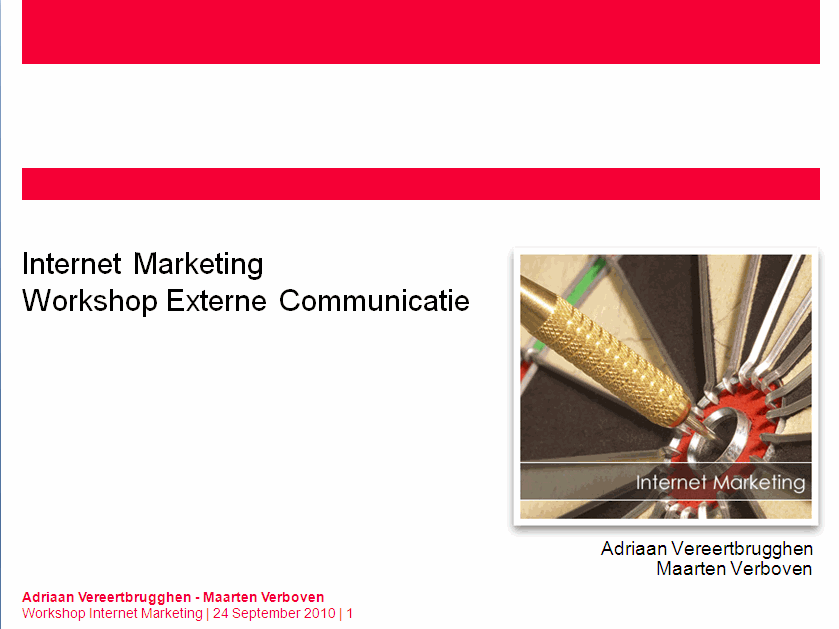 Internet Marketing
Workshop Externe Communicatie
Internet Marketing
Adriaan Vereertbrugghen
Maarten Verboven
Adriaan Vereertbrugghen - Maarten Verboven
Workshop Internet Marketing | 24 September 2010 | 1